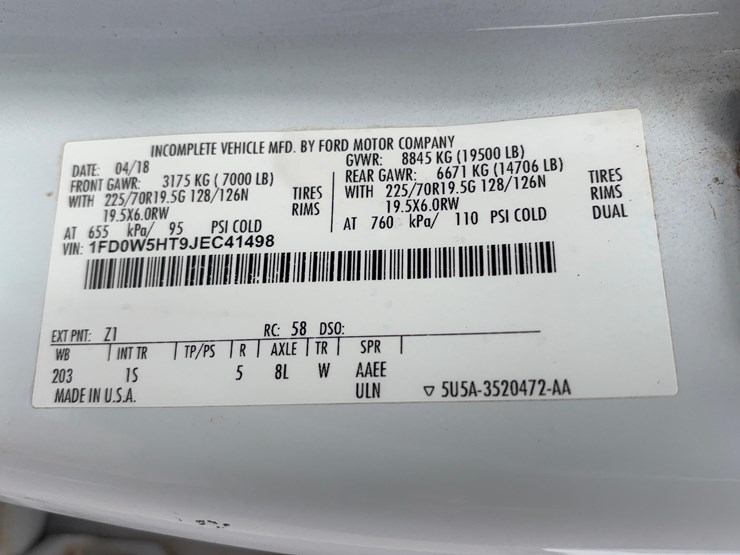 INCOMPLETE VEHICLE MFD. BY FORD MOTOR COMPANY
DATE: 04/18 GVWR: 8845 KG (19500 LB)
FRONT GAWR: 3175 KG ( 7000 LB) REAR GAWR: 6671 KG (14706 LB)
WITH 225/70R19.5G 128/126N TIRES WITH 225/70R19.5G 128/126N TIRES
19.5X6.0RW RIMS 19.5X6.0RW RIMS
AT 655 kPa/ 95 PSI COLD AT 760 kPa/ 110 PSI COLD DUAL
VIN: 1FD0W5HT9JEC41498
EXT PNT: Z1 RC: 58 DSO:
WB INT TR TP/PS R AXLE TR SPR
203 1S 5 8L W AAEE
MADE IN U.S.A. ULN ▽ 5U5A-3520472-AA